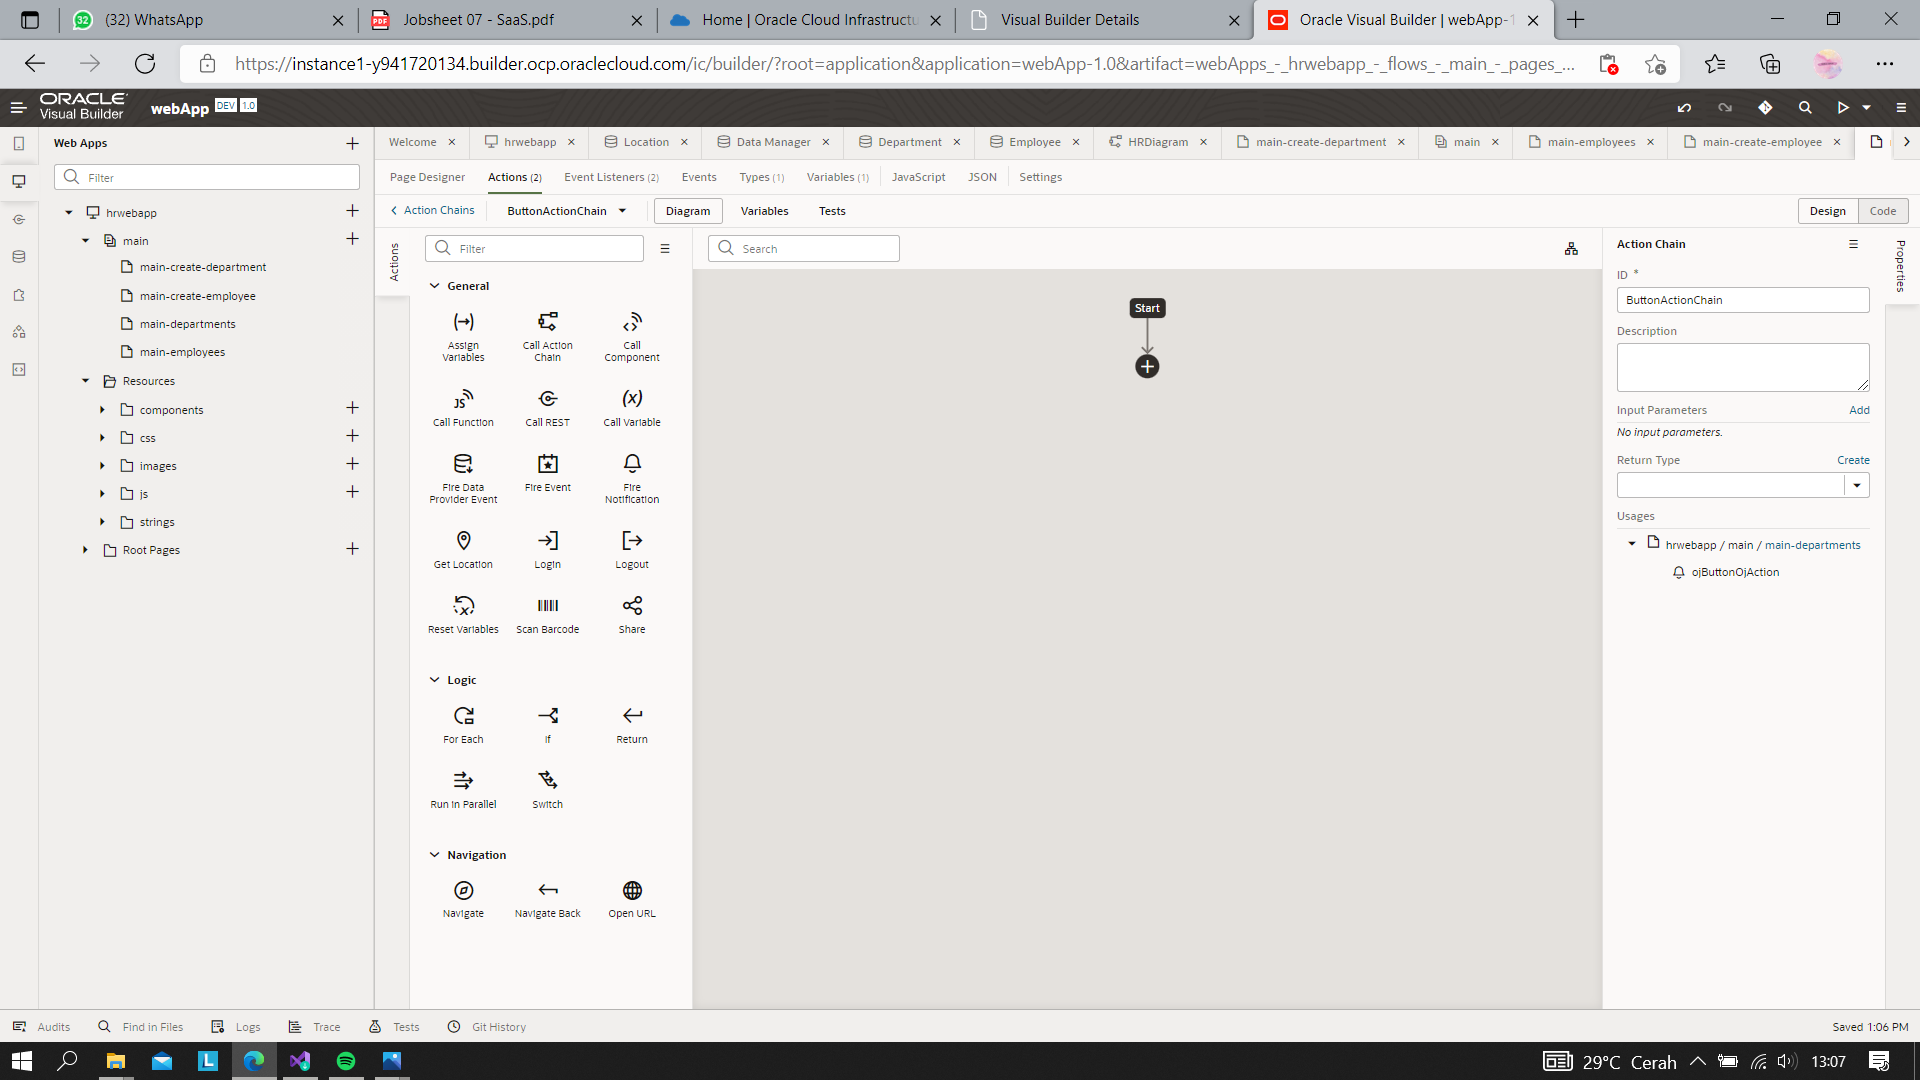 (32) WhatsApp
Jobsheet 07 - SaaS.pdf
Home | Oracle Cloud Infrastructu
Visual Builder Details
Oracle Visual Builder | webApp-1
https://instance1-y941720134.builder.ocp.oraclecloud.com/ic/builder/?root=application&application=webApp-1.0&artifact=webApps_-_hrwebapp_-_flows_-_main_-_pages_...
ORACLE
Visual Builder
webApp DEV 1.0
Web Apps
Filter
hrwebapp
main
main-create-department
main-create-employee
main-departments
main-employees
Resources
components
css
images
js
strings
Root Pages
Welcome
hrwebapp
Location
Data Manager
Department
Employee
HRDiagram
main-create-department
main
main-employees
main-create-employee
Page Designer
Actions (2)
Event Listeners (2)
Events
Types (1)
Variables (1)
JavaScript
JSON
Settings
Action Chains
ButtonActionChain
Diagram
Variables
Tests
Design
Code
Actions
Filter
General
Assign Variables
Call Action Chain
Call Component
Call Function
Call REST
Call Variable
Fire Data Provider Event
Fire Event
Fire Notification
Get Location
Login
Logout
Reset Variables
Scan Barcode
Share
Logic
For Each
If
Return
Run in Parallel
Switch
Navigation
Navigate
Navigate Back
Open URL
Search
Start
Action Chain
Properties
ID *
ButtonActionChain
Description
Input Parameters
Add
No input parameters.
Return Type
Create
Usages
hrwebapp / main / main-departments
ojButtonOjAction
Audits
Find in Files
Logs
Trace
Tests
Git History
Saved 1:06 PM
29°C Cerah
13:07